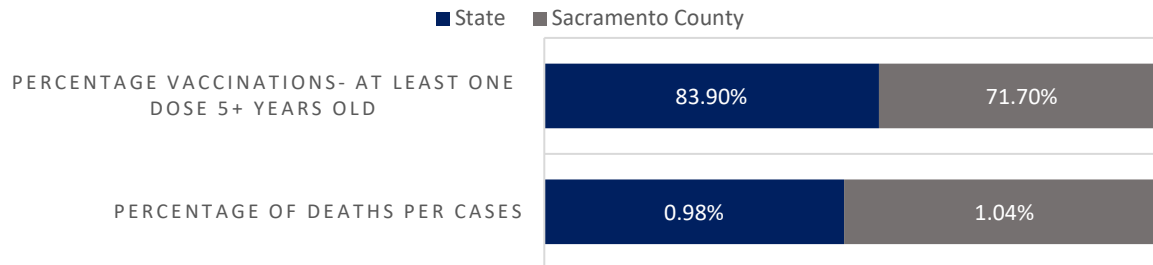 State Sacramento County
PERCENTAGE VACCINATIONS- AT LEAST ONE
DOSE 5+ YEARS OLD
83.90% 71.70%
PERCENTAGE OF DEATHS PER CASES
0.98% 1.04%